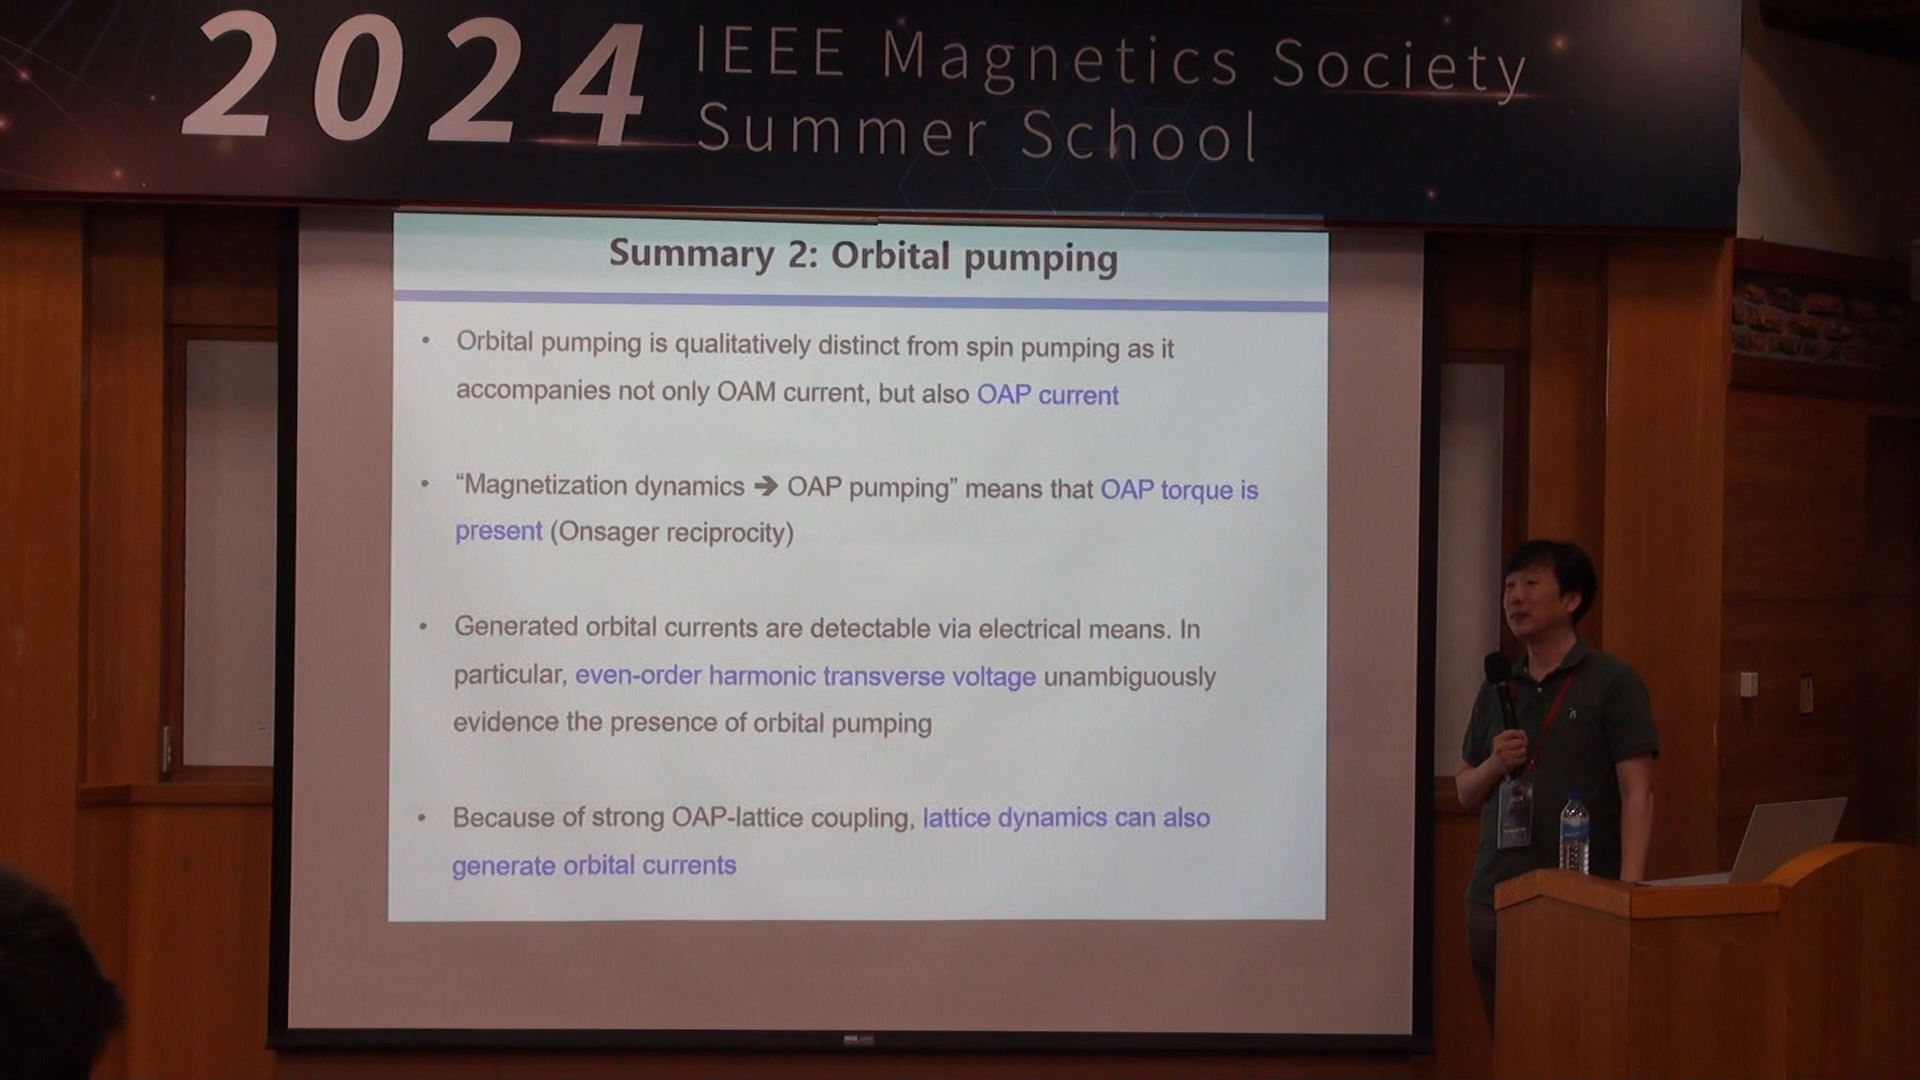 2024 IEEE Magnetics Society
Summer School
Summary 2: Orbital pumping
• Orbital pumping is qualitatively distinct from spin pumping as it
accompanies not only OAM current, but also OAP current
• “Magnetization dynamics ➔ OAP pumping” means that OAP torque is
present (Onsager reciprocity)
• Generated orbital currents are detectable via electrical means. In
particular, even-order harmonic transverse voltage unambiguously
evidence the presence of orbital pumping
• Because of strong OAP-lattice coupling, lattice dynamics can also
generate orbital currents